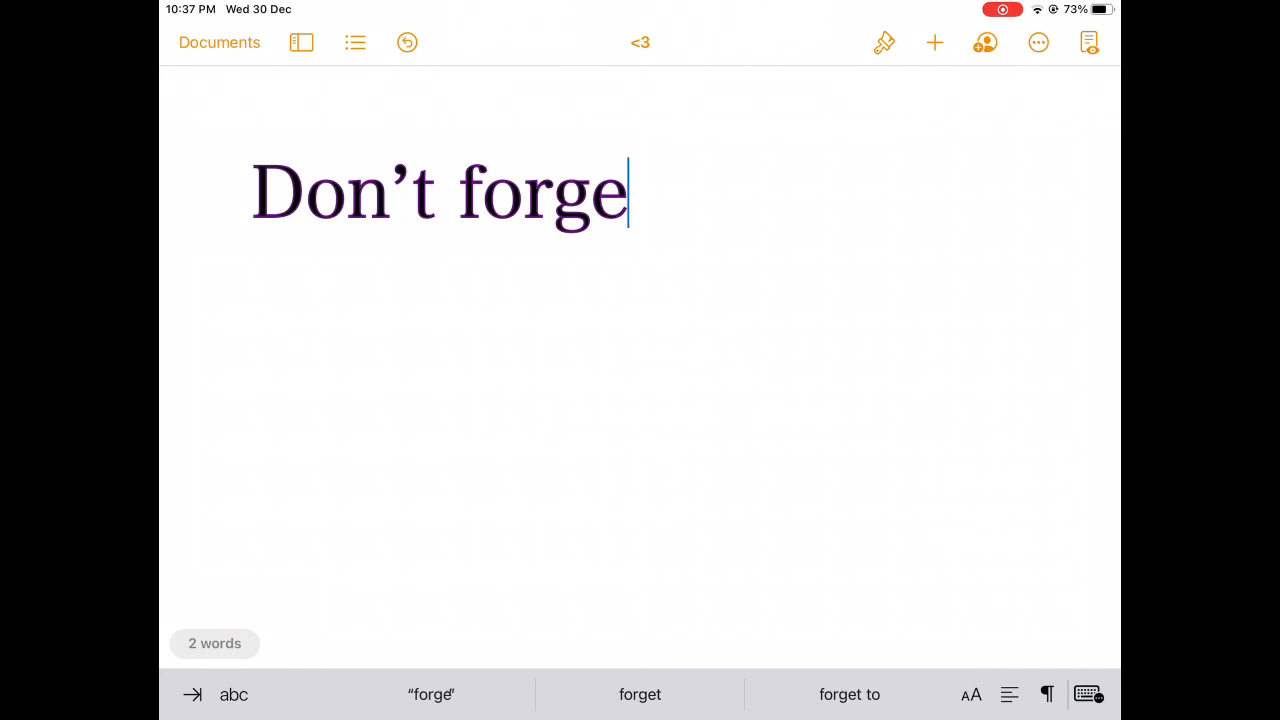 10:37 PM Wed 30 Dec 73%
Documents <3
Don’t forge
2 words
abc “forge” forget forget to AA